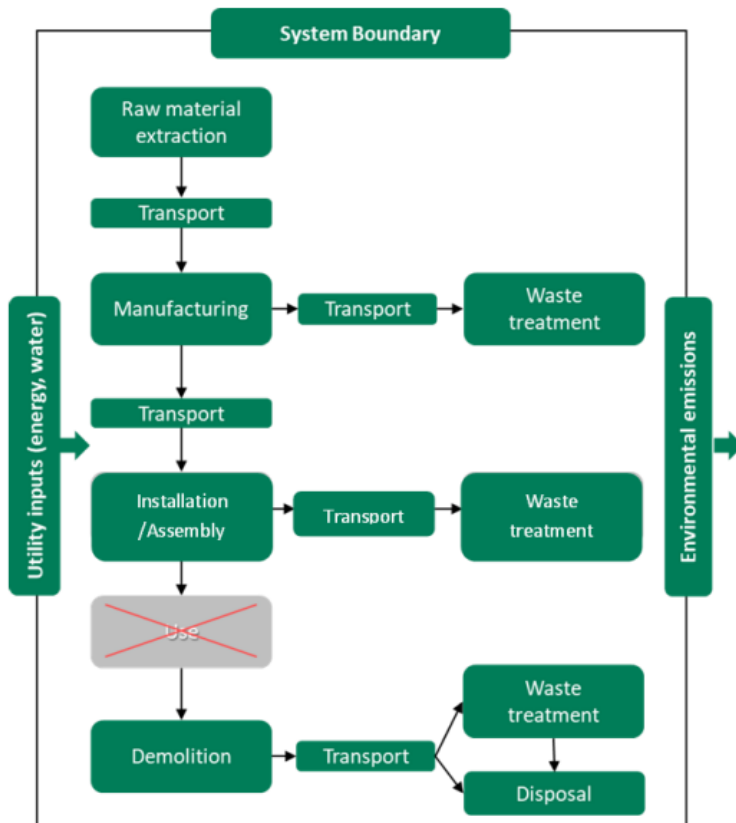 System Boundary
Raw material
extraction
Transport
Manufacturing
Transport
Waste
treatment
Transport
Installation
/Assembly
Transport
Waste
treatment
Use
Demolition
Transport
Waste
treatment
Disposal
Utility inputs (energy, water)
Environmental emissions